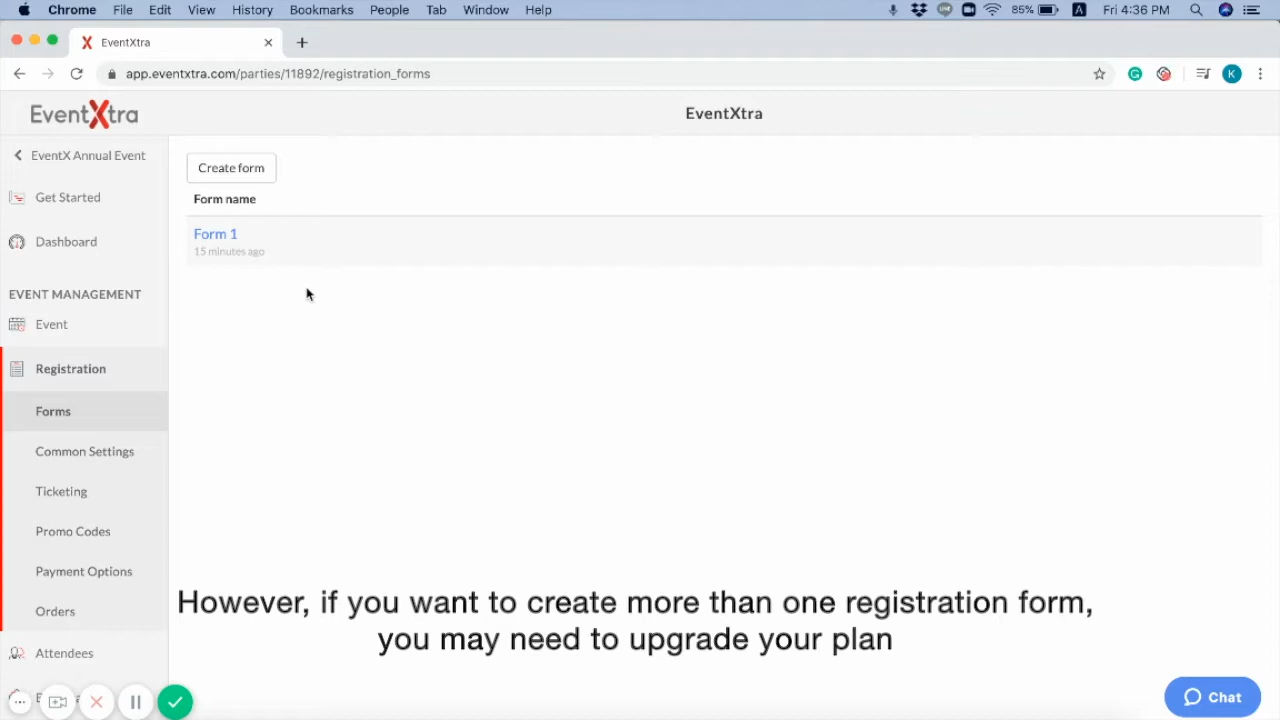 Chrome File Edit View History Bookmarks People Tab Window Help 85% A Fri 4:36 PM
EventXtra
app.eventxtra.com/parties/11892/registration_forms K
EventXtra
EventXtra
EventX Annual Event
Create form
Get Started
Form name
Dashboard
Form 1
15 minutes ago
EVENT MANAGEMENT
Event
Registration
Forms
Common Settings
Ticketing
Promo Codes
Payment Options
Orders
However, if you want to create more than one registration form,
you may need to upgrade your plan
Attendees
Chat